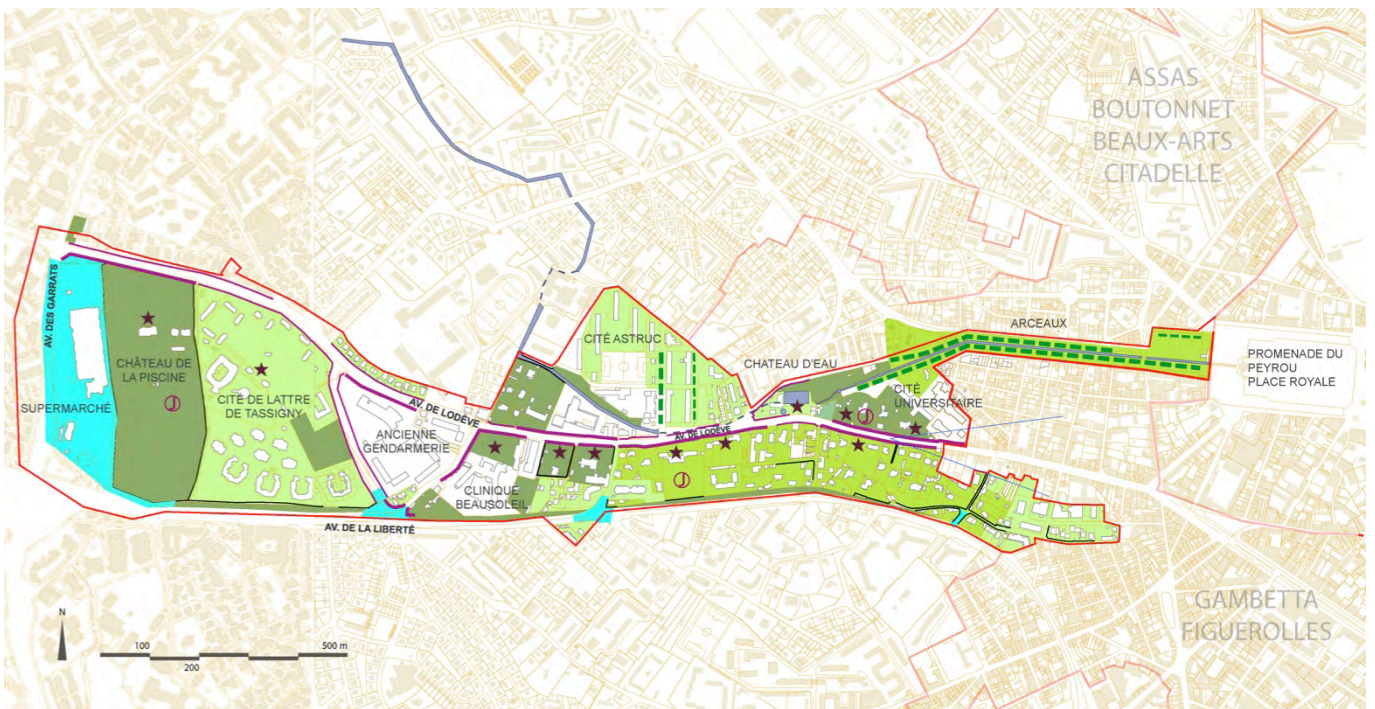 ASSAS
BOUTONNET
BEAUX-ARTS
CITADELLE
AV. DES GARRATS
CHÂTEAU DE
LA PISCINE
SUPERMARCHÉ
CITÉ DE LATTRE
DE TASSIGNY
ANCIENNE
GENDARMERIE
AV. DE LODÈVE
CITÉ ASTRUC
CHATEAU D'EAU
ARCEAUX
CITÉ
UNIVERSITAIRE
PROMENADE DU
PEYROU
PLACE ROYALE
AV. DE LODÈVE
CLINIQUE
BEAUSOLEIL
J
J
J
AV. DE LA LIBERTÉ
GAMBETTA
FIGUEROLLES
N
100
500 m
200